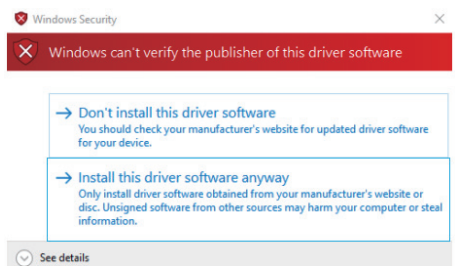 Windows Security
Windows can't verify the publisher of this driver software
Don't install this driver software
You should check your manufacturer's website for updated driver software
for your device.
Install this driver software anyway
Only install driver software obtained from your manufacturer's website or
disc. Unsigned software from other sources may harm your computer or steal
information.
See details